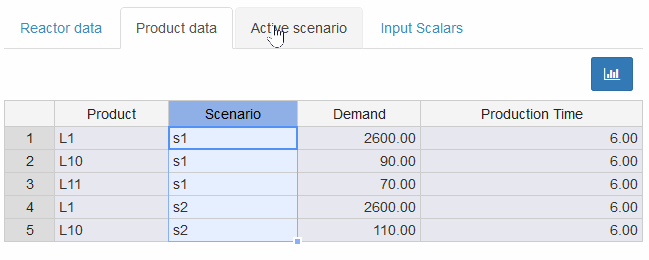 Reactor data Product data Active scenario Input Scalars
Product Scenario Demand Production Time
1 L1 s1 2600.00 6.00
2 L10 s1 90.00 6.00
3 L11 s1 70.00 6.00
4 L1 s2 2600.00 6.00
5 L10 s2 110.00 6.00